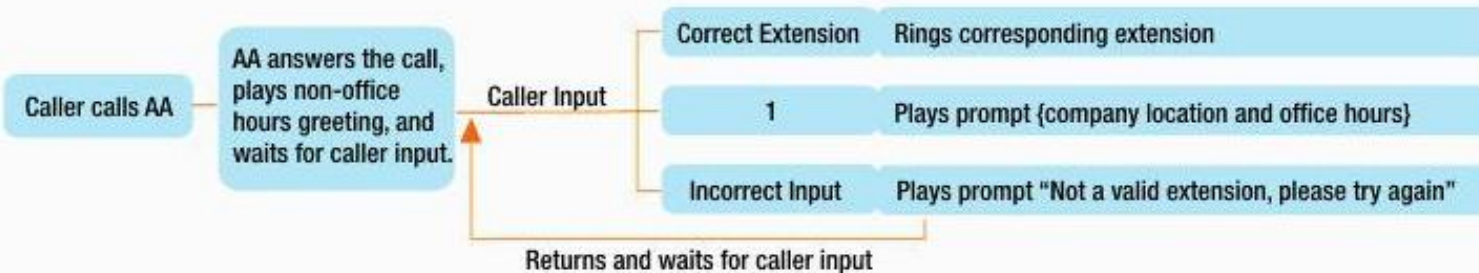 Caller calls AA
AA answers the call,
plays non-office
hours greeting, and
waits for caller input.
Caller Input
Correct Extension
Rings corresponding extension
1
Plays prompt {company location and office hours}
Incorrect Input
Plays prompt “Not a valid extension, please try again”
Returns and waits for caller input